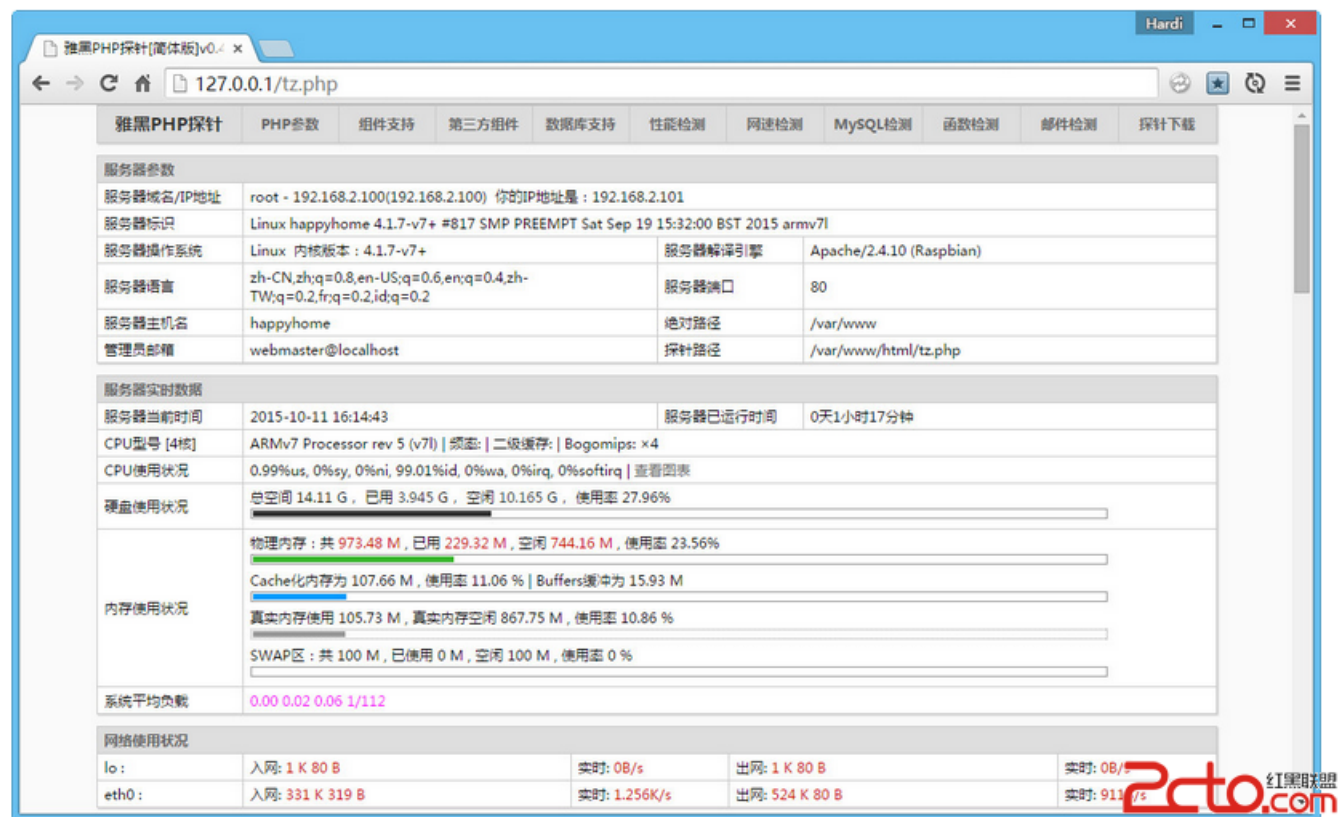 Hardi
雅黑PHP探针[简体版]v0.4
127.0.0.1/tz.php
雅黑PHP探针 PHP参数 组件支持 第三方组件 数据库支持 性能检测 网速检测 MySQL检测 函数检测 邮件检测 探针下载
服务器参数
服务器域名/IP地址 root - 192.168.2.100(192.168.2.100) 你的IP地址是：192.168.2.101
服务器标识 Linux happyhome 4.1.7-v7+ #817 SMP PREEMPT Sat Sep 19 15:32:00 BST 2015 armv7l
服务器操作系统 Linux 内核版本：4.1.7-v7+ 服务器解译引擎 Apache/2.4.10 (Raspbian)
服务器语言 zh-CN,zh;q=0.8,en-US;q=0.6,en;q=0.4,zh-
TW;q=0.2,fr;q=0.2,id;q=0.2 服务器端口 80
服务器主机名 happyhome 绝对路径 /var/www
管理员邮箱 webmaster@localhost 探针路径 /var/www/html/tz.php
服务器实时数据
服务器当前时间 2015-10-11 16:14:43 服务器已运行时间 0天1小时17分钟
CPU型号 [4核] ARMv7 Processor rev 5 (v7l) | 频率: | 二级缓存: | Bogomips: ×4
CPU使用状况 0.99%us, 0%sy, 0%ni, 99.01%id, 0%wa, 0%irq, 0%softirq | 查看图表
硬盘使用状况 总空间 14.11 G， 已用 3.945 G， 空闲 10.165 G， 使用率 27.96%
内存使用状况 物理内存：共 973.48 M , 已用 229.32 M , 空闲 744.16 M , 使用率 23.56%
Cache化内存为 107.66 M , 使用率 11.06 % | Buffers缓冲为 15.93 M
真实内存使用 105.73 M , 真实内存空闲 867.75 M , 使用率 10.86 %
SWAP区：共 100 M , 已使用 0 M , 空闲 100 M , 使用率 0 %
系统平均负载 0.00 0.02 0.06 1/112
网络使用状况
lo : 入网: 1 K 80 B 实时: 0B/s 出网: 1 K 80 B 实时: 0B/s
eth0 : 入网: 331 K 319 B 实时: 1.256K/s 出网: 524 K 80 B 实时: 911
2cto.com 红黑联盟